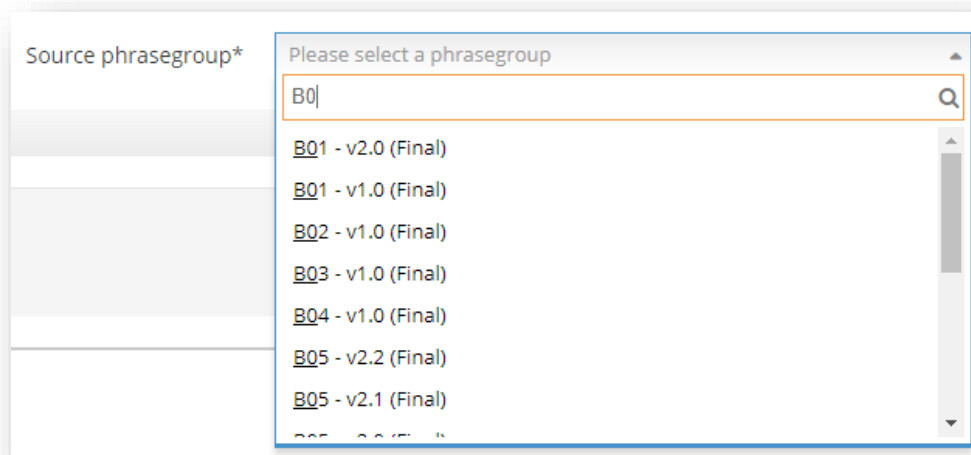 Source phrasegroup*
Please select a phrasegroup
B0
B01 - v2.0 (Final)
B01 - v1.0 (Final)
B02 - v1.0 (Final)
B03 - v1.0 (Final)
B04 - v1.0 (Final)
B05 - v2.2 (Final)
B05 - v2.1 (Final)